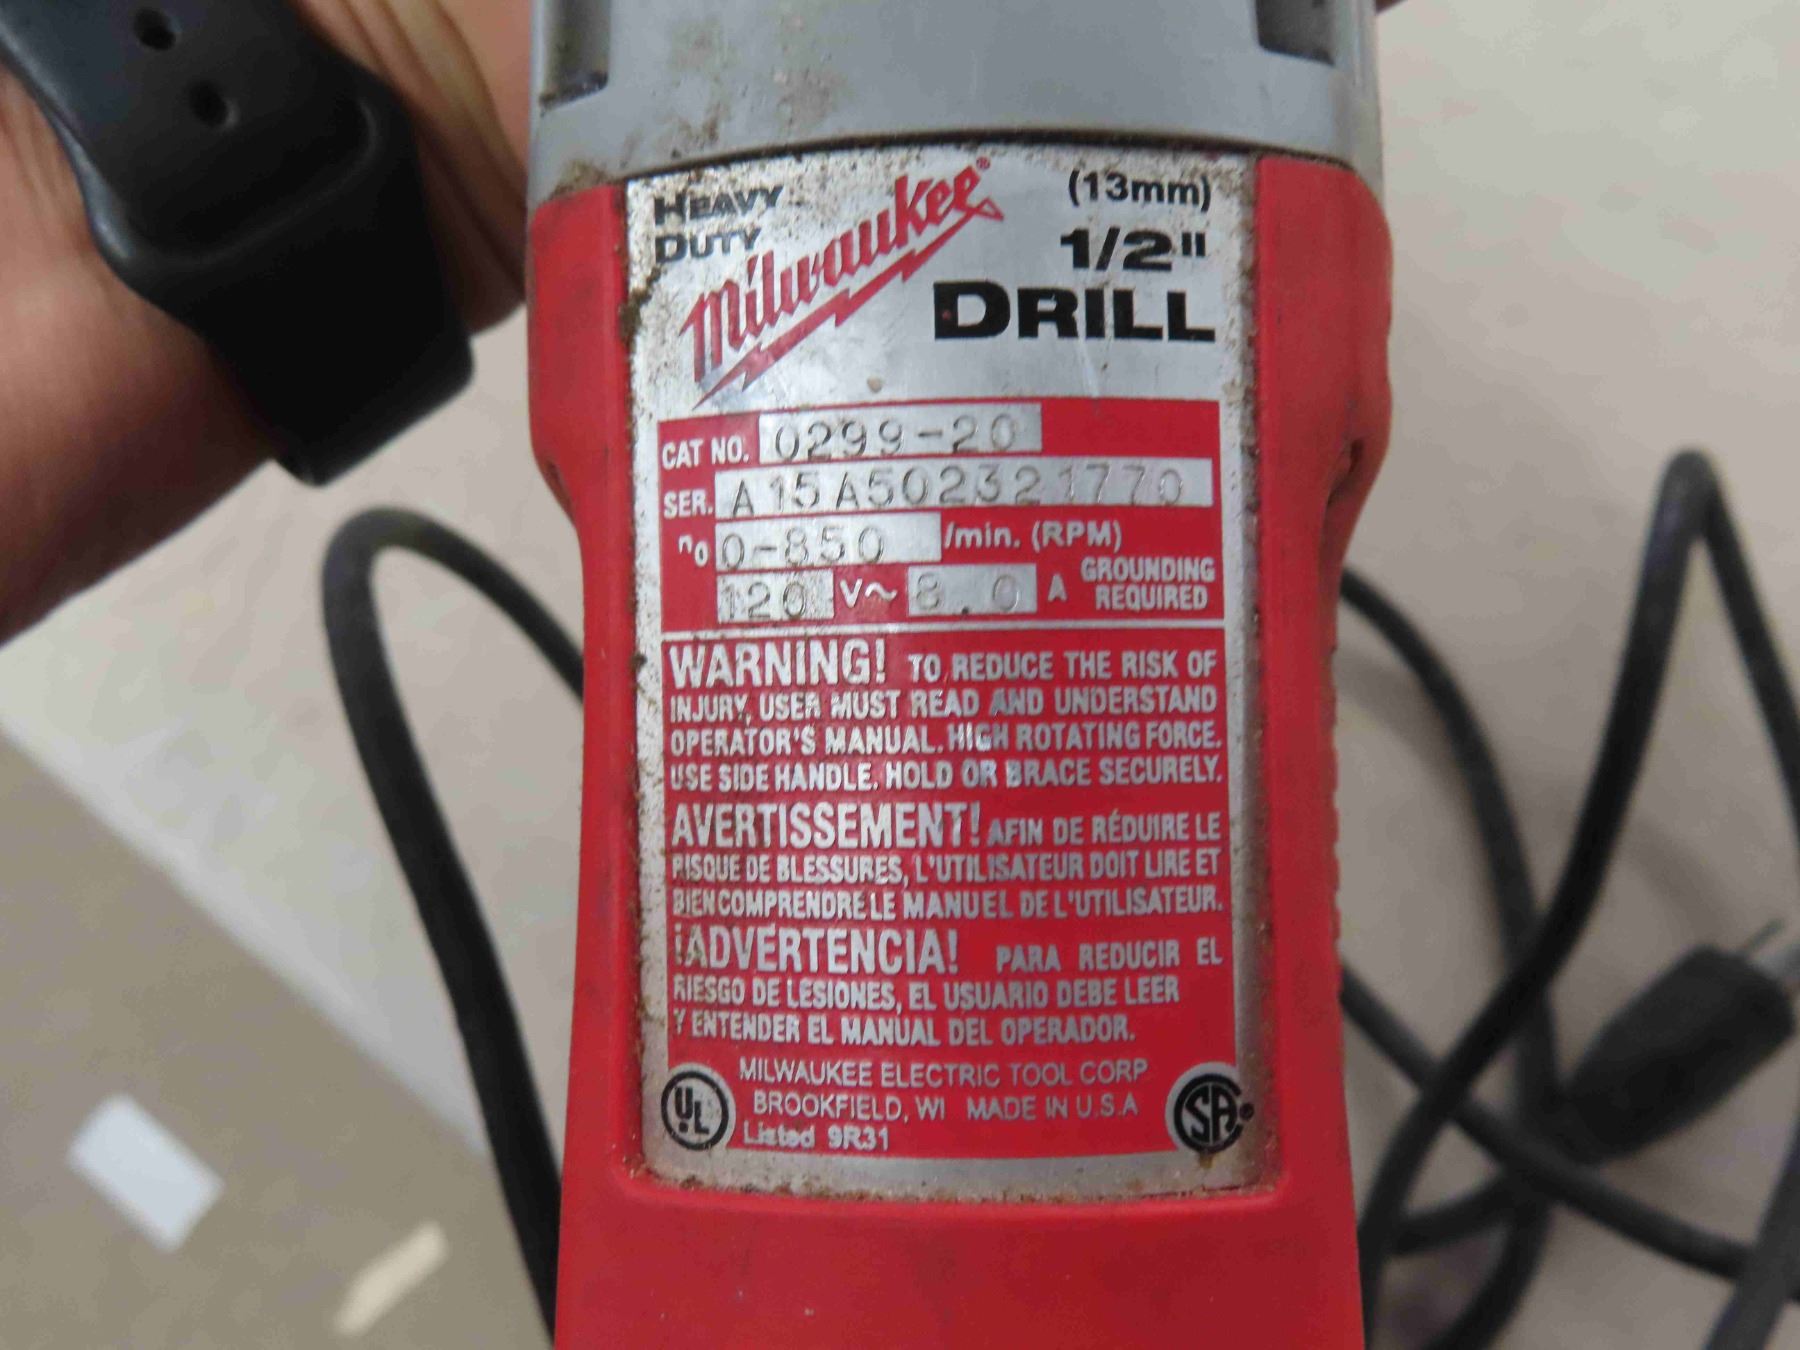 HEAVY
DUTY
Milwaukee®
(13mm)
1/2"
DRILL
CAT NO. 0299-20
SER. A15A502321770
n0 0-850 /min. (RPM)
120 V~ 8.0 A GROUNDING
REQUIRED
WARNING! TO REDUCE THE RISK OF
INJURY, USER MUST READ AND UNDERSTAND
OPERATOR'S MANUAL. HIGH ROTATING FORCE.
USE SIDE HANDLE. HOLD OR BRACE SECURELY.
AVERTISSEMENT! AFIN DE RÉDUIRE LE
RISQUE DE BLESSURES, L'UTILISATEUR DOIT LIRE ET
BIEN COMPRENDRE LE MANUEL DE L'UTILISATEUR.
¡ADVERTENCIA! PARA REDUCIR EL
RIESGO DE LESIONES, EL USUARIO DEBE LEER
Y ENTENDER EL MANUAL DEL OPERADOR.
MILWAUKEE ELECTRIC TOOL CORP
BROOKFIELD, WI MADE IN U.S.A
UL Listed 9R31
SA®